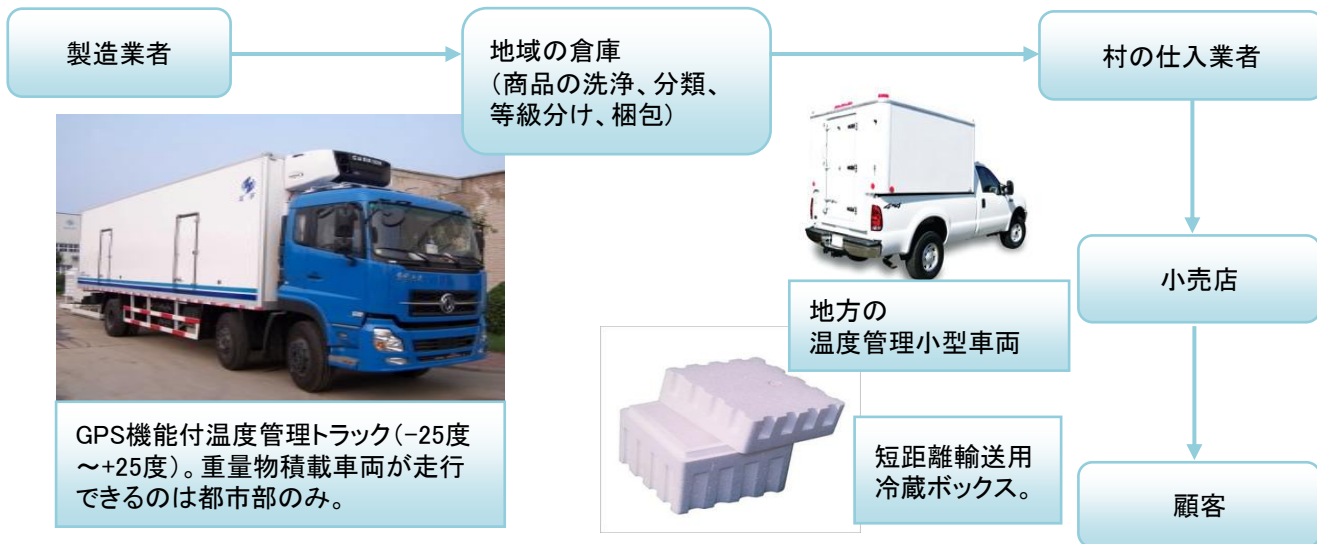 製造業者
地域の倉庫
（商品の洗浄、分類、
等級分け、梱包）
村の仕入業者
小売店
地方の
温度管理小型車両
GPS機能付温度管理トラック（-25度
～+25度）。重量物積載車両が走行
できるのは都市部のみ。
短距離輸送用
冷蔵ボックス。
顧客